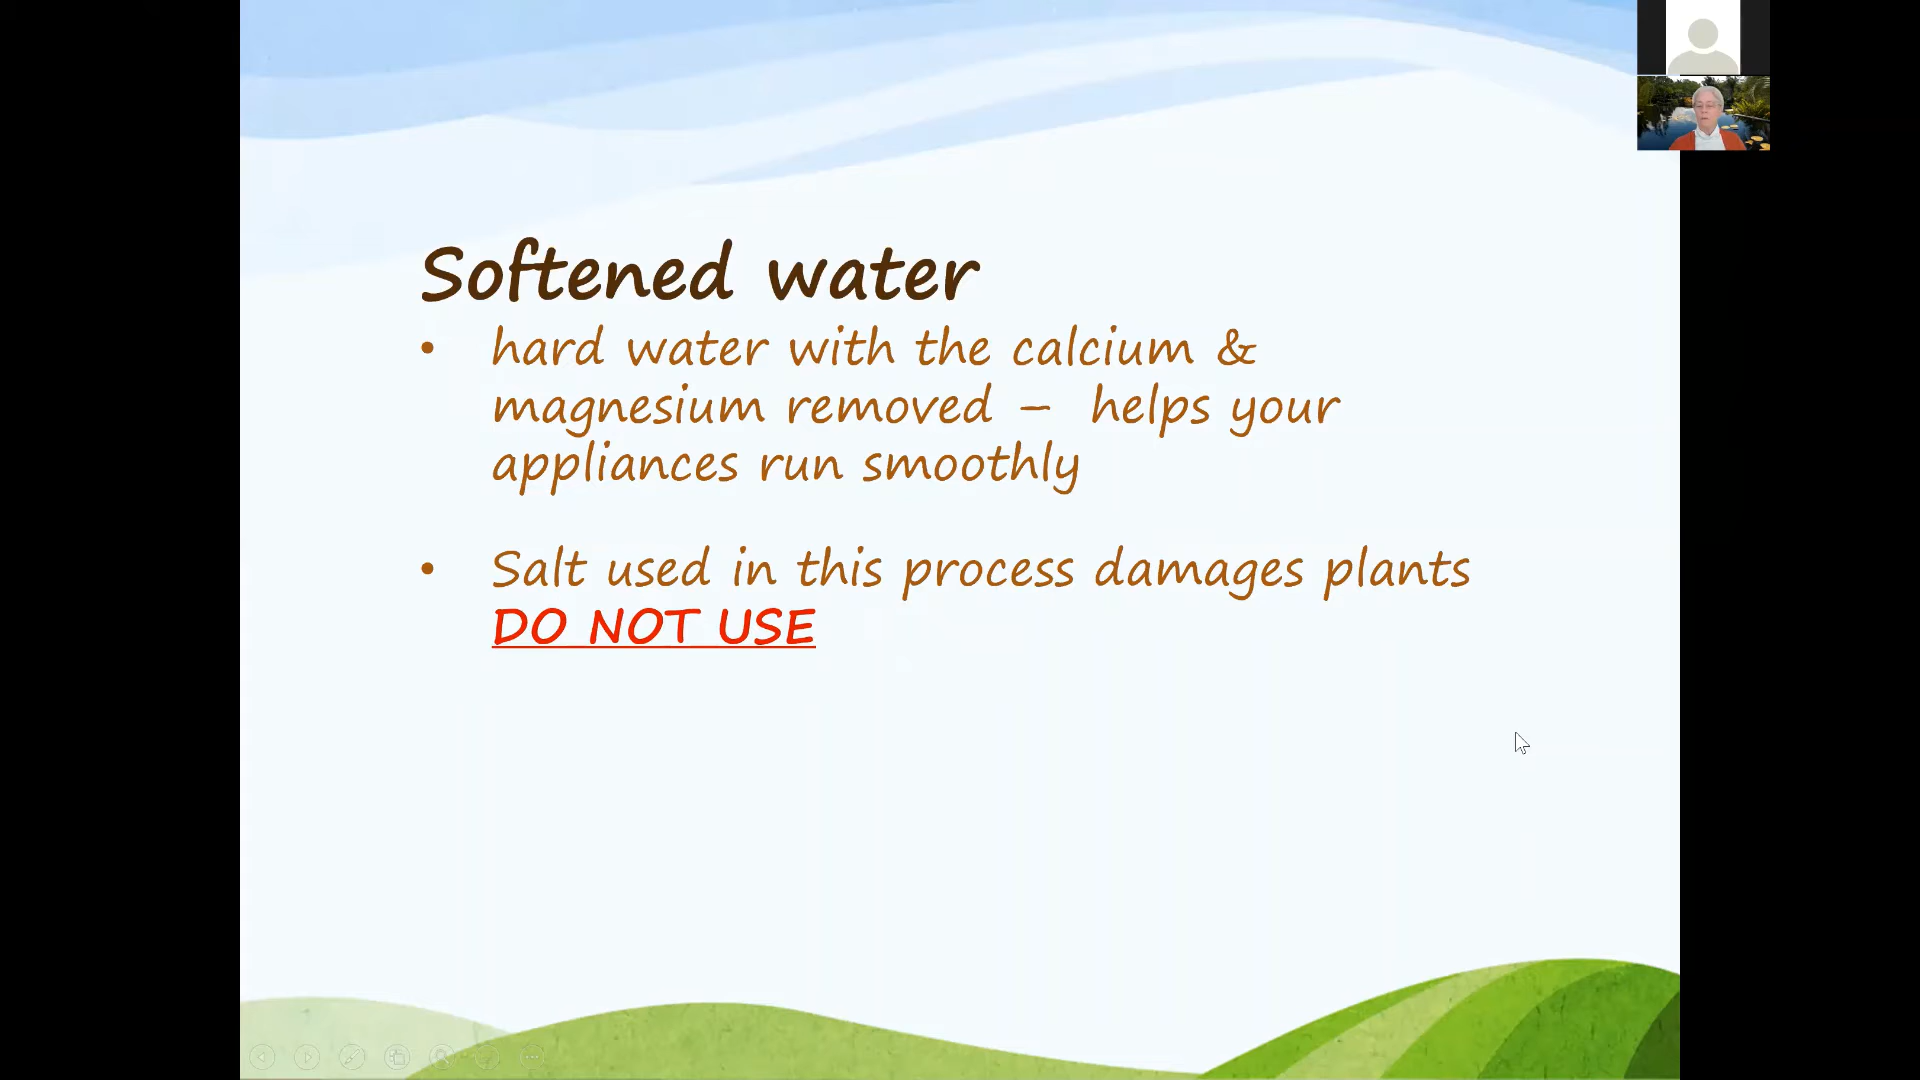 Softened water
• hard water with the calcium &
magnesium removed – helps your
appliances run smoothly
• Salt used in this process damages plants
DO NOT USE